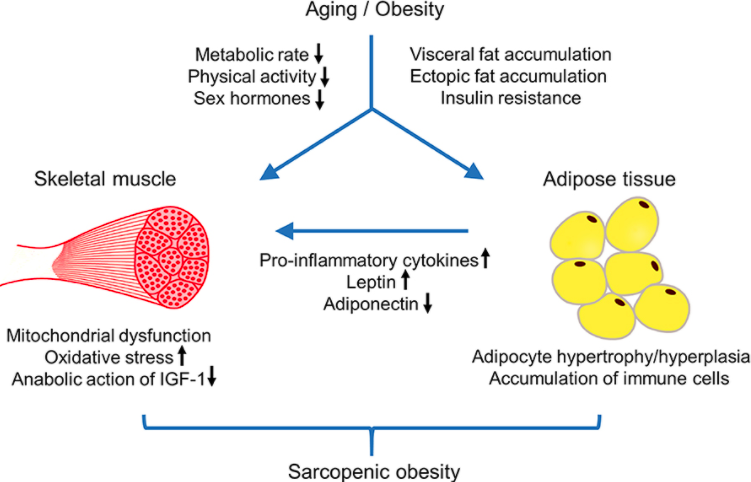 Aging / Obesity
Metabolic rate ↓
Physical activity ↓
Sex hormones ↓
Visceral fat accumulation
Ectopic fat accumulation
Insulin resistance
Skeletal muscle
Adipose tissue
Pro-inflammatory cytokines ↑
Leptin ↑
Adiponectin ↓
Mitochondrial dysfunction
Oxidative stress ↑
Anabolic action of IGF-1 ↓
Adipocyte hypertrophy/hyperplasia
Accumulation of immune cells
Sarcopenic obesity